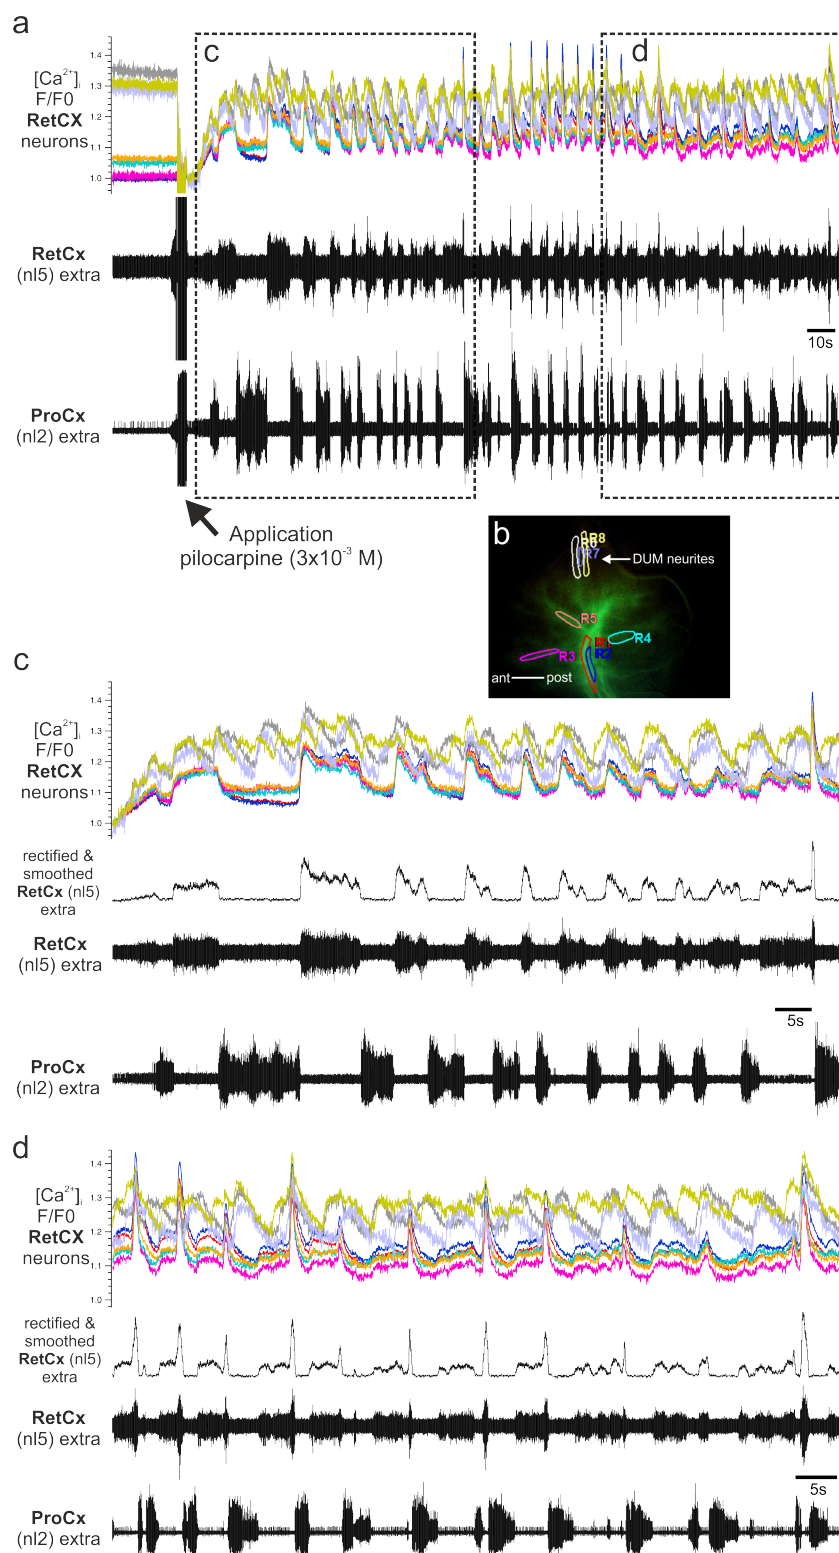 a
c
d
1.4
1.3
1.2
1.1
1.0
[Ca²⁺]i
F/F0
RetCX
neurons
RetCx
(nl5) extra
10s
ProCx
(nl2) extra
Application
pilocarpine (3x10⁻³ M)
b
R8
R7
DUM neurites
R5
R4
R2
R3
ant
post
c
1.4
1.3
1.2
1.1
1.0
[Ca²⁺]i
F/F0
RetCX
neurons
rectified &
smoothed
RetCx (nl5)
extra
RetCx
(nl5) extra
5s
ProCx
(nl2) extra
d
1.4
1.3
1.2
1.1
1.0
[Ca²⁺]i
F/F0
RetCX
neurons
rectified &
smoothed
RetCx (nl5)
extra
RetCx
(nl5) extra
5s
ProCx
(nl2) extra